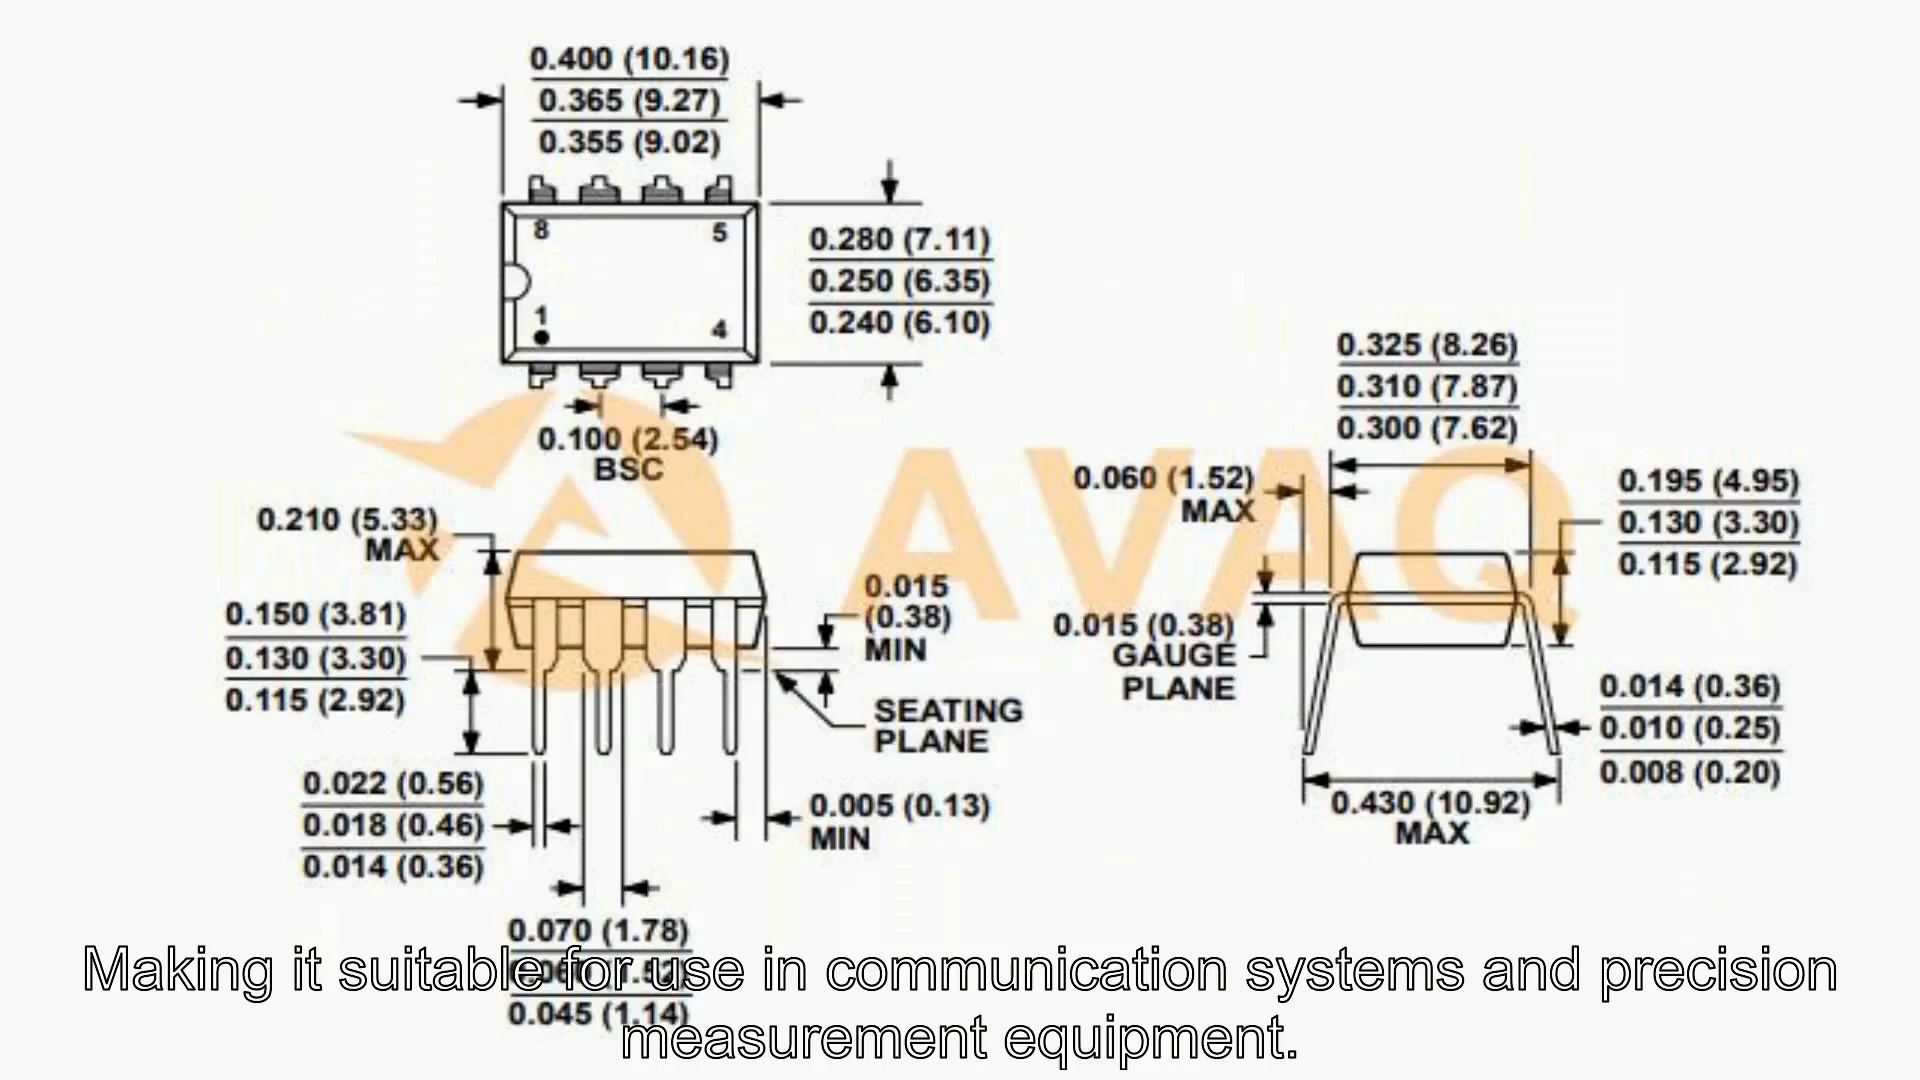 0.400 (10.16)
0.365 (9.27)
0.355 (9.02)
8
5
1
4
0.280 (7.11)
0.250 (6.35)
0.240 (6.10)
0.100 (2.54)
BSC
0.325 (8.26)
0.310 (7.87)
0.300 (7.62)
AVAQ
0.060 (1.52)
MAX
0.195 (4.95)
0.130 (3.30)
0.115 (2.92)
0.210 (5.33)
MAX
0.150 (3.81)
0.130 (3.30)
0.115 (2.92)
0.015
(0.38)
MIN
SEATING
PLANE
0.015 (0.38)
GAUGE
PLANE
0.014 (0.36)
0.010 (0.25)
0.008 (0.20)
0.430 (10.92)
MAX
0.022 (0.56)
0.018 (0.46)
0.014 (0.36)
0.005 (0.13)
MIN
0.070 (1.78)
0.060 (1.52)
0.045 (1.14)
Making it suitable for use in communication systems and precision
measurement equipment.